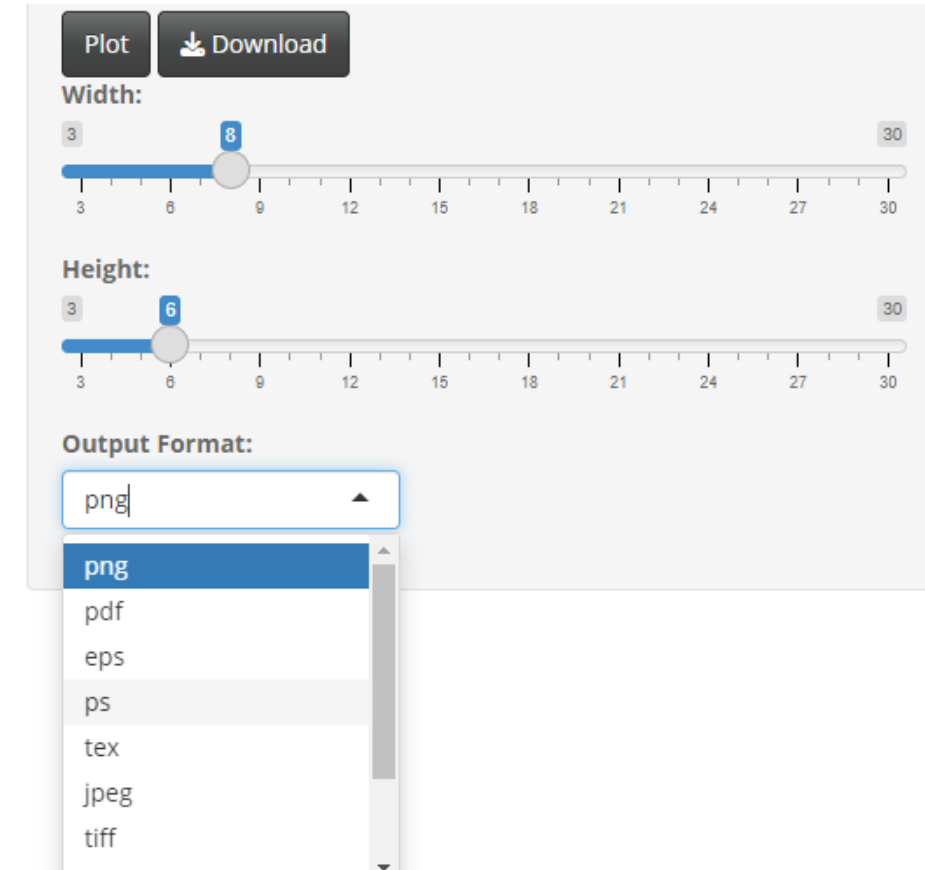 Plot Download
Width:
3 8 30
3 6 9 12 15 18 21 24 27 30
Height:
3 6 30
3 6 9 12 15 18 21 24 27 30
Output Format:
png
png
pdf
eps
ps
tex
jpeg
tiff